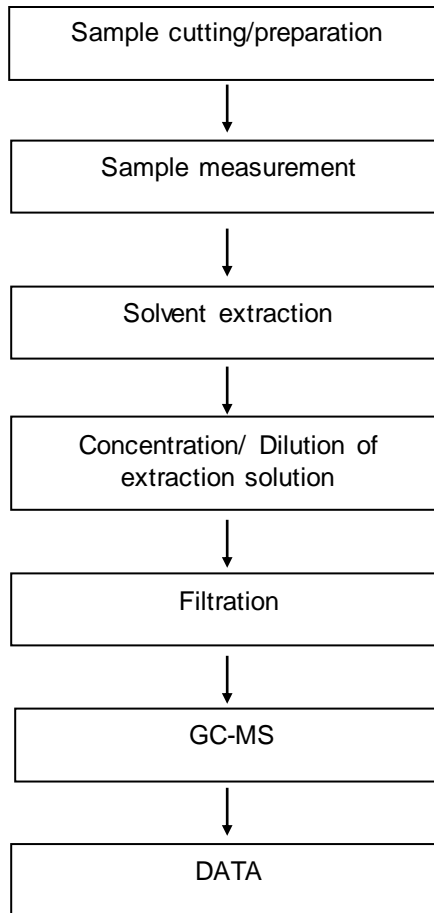 Sample cutting/preparation
Sample measurement
Solvent extraction
Concentration/ Dilution of
extraction solution
Filtration
GC-MS
DATA